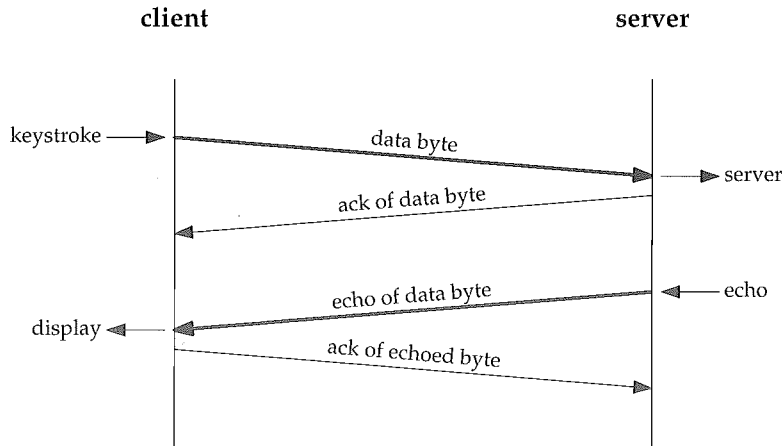 client server
keystroke
data byte
server
ack of data byte
echo
echo of data byte
display
ack of echoed byte